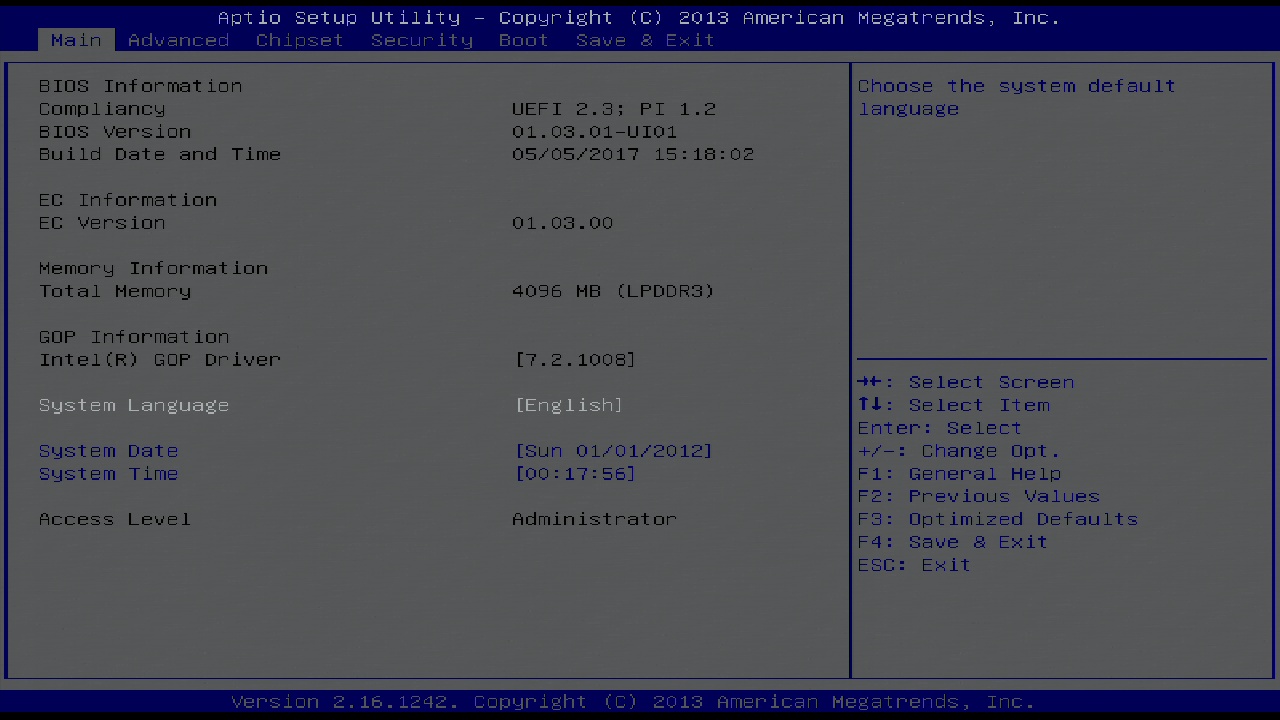 Aptio Setup Utility – Copyright (C) 2013 American Megatrends, Inc.
Main Advanced Chipset Security Boot Save & Exit
BIOS Information
Compliancy UEFI 2.3; PI 1.2
BIOS Version 01.03.01-UI01
Build Date and Time 05/05/2017 15:18:02
EC Information
EC Version 01.03.00
Memory Information
Total Memory 4096 MB (LPDDR3)
GOP Information
Intel(R) GOP Driver [7.2.1008]
System Language [English]
System Date [Sun 01/01/2012]
System Time [00:17:56]
Access Level Administrator
Choose the system default
language
→←: Select Screen
↑↓: Select Item
Enter: Select
+/-: Change Opt.
F1: General Help
F2: Previous Values
F3: Optimized Defaults
F4: Save & Exit
ESC: Exit
Version 2.16.1242. Copyright (C) 2013 American Megatrends, Inc.